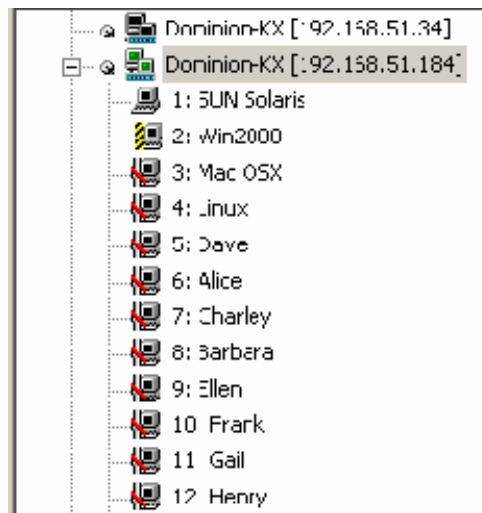 Dominion-KX [192.168.51.34]
Dominion-KX [192.168.51.184]
1: SUN Solaris
2: Win2000
3: Mac OSX
4: Linux
5: Dave
6: Alice
7: Charley
8: Barbara
9: Ellen
10 Frank
11 Gail
12 Henry